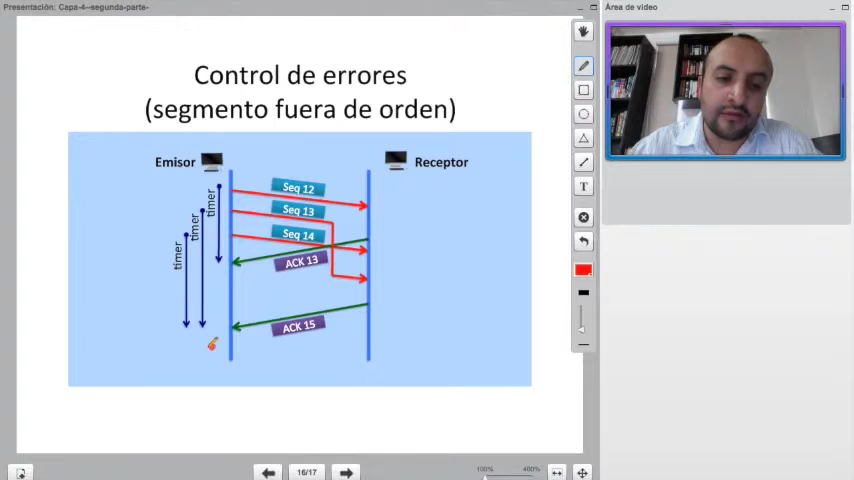 Presentación: Capa-4--segunda-parte-
Área de video
Control de errores
(segmento fuera de orden)
Emisor
Receptor
Seq 12
timer
Seq 13
timer
Seq 14
timer
ACK 13
ACK 15
T
16/17
100%
400%